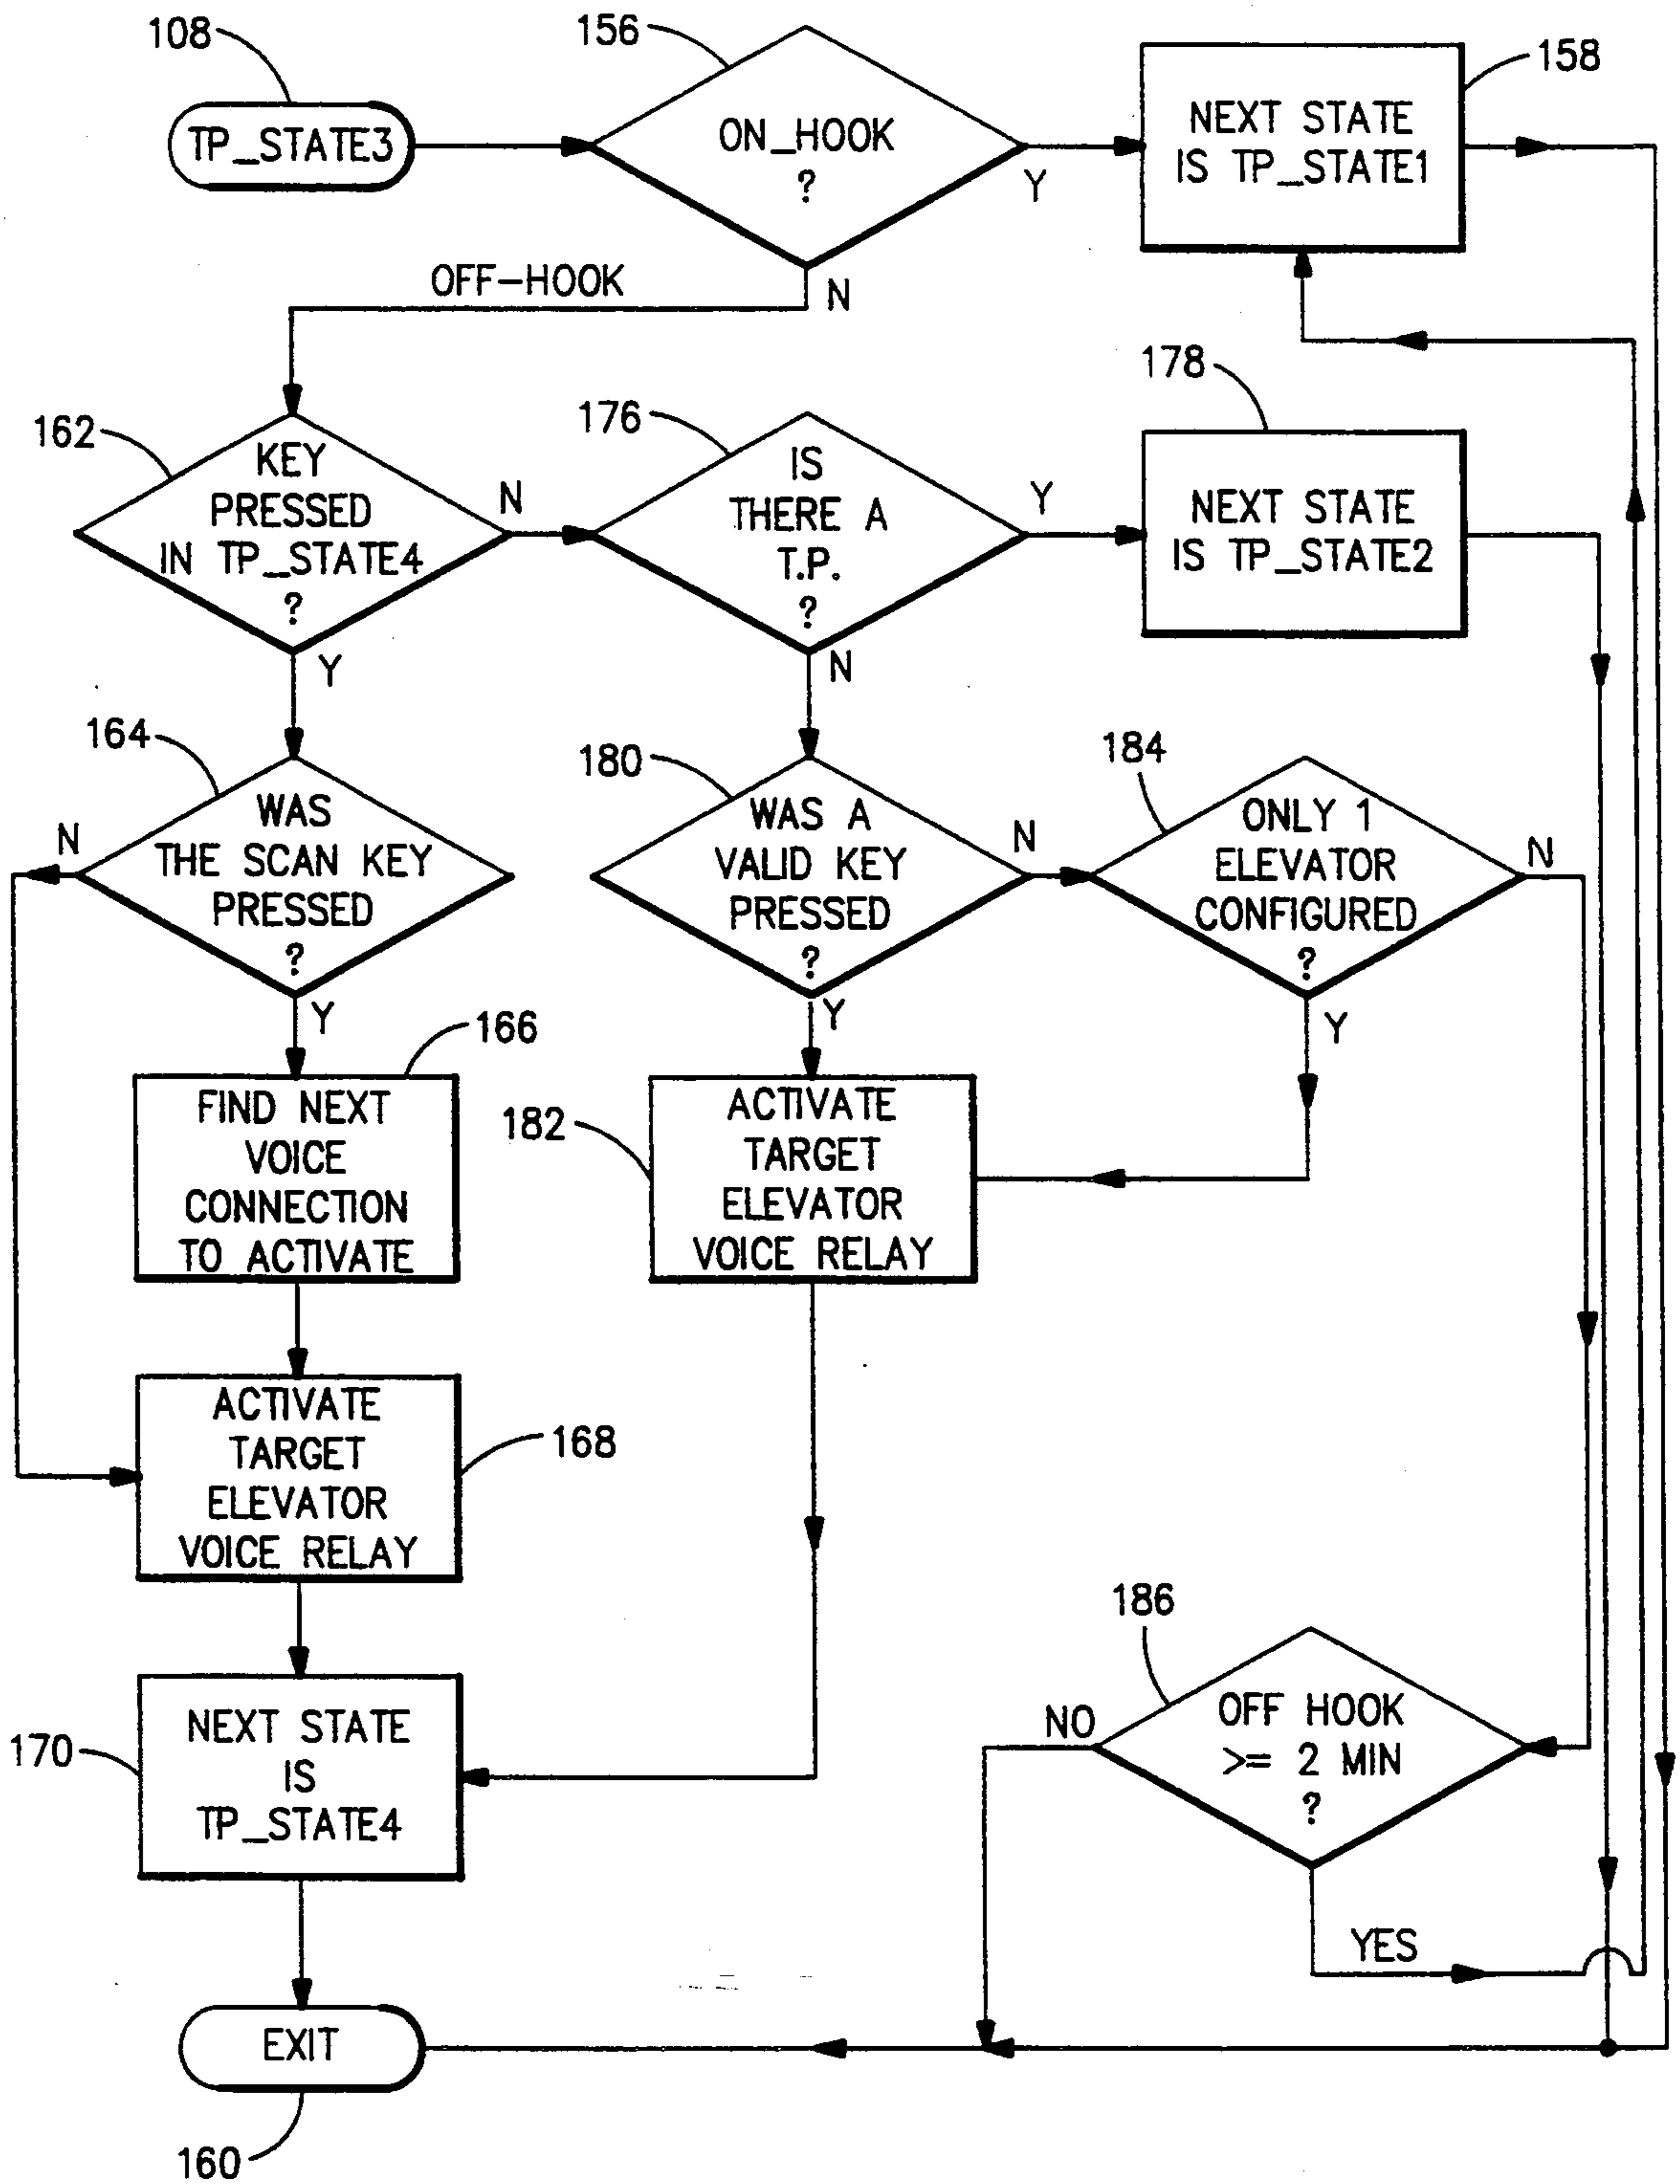 108
TP_STATE3
156
ON_HOOK
?
Y
N
158
NEXT STATE
IS TP_STATE1
OFF-HOOK
162
KEY
PRESSED
IN TP_STATE4
?
N
Y
176
IS
THERE A
T.P.
?
Y
N
178
NEXT STATE
IS TP_STATE2
164
WAS
THE SCAN KEY
PRESSED
?
N
Y
180
WAS A
VALID KEY
PRESSED
?
N
Y
184
ONLY 1
ELEVATOR
CONFIGURED
?
N
Y
166
FIND NEXT
VOICE
CONNECTION
TO ACTIVATE
182
ACTIVATE
TARGET
ELEVATOR
VOICE RELAY
168
ACTIVATE
TARGET
ELEVATOR
VOICE RELAY
170
NEXT STATE
IS
TP_STATE4
186
OFF HOOK
>= 2 MIN
?
NO
YES
EXIT
160